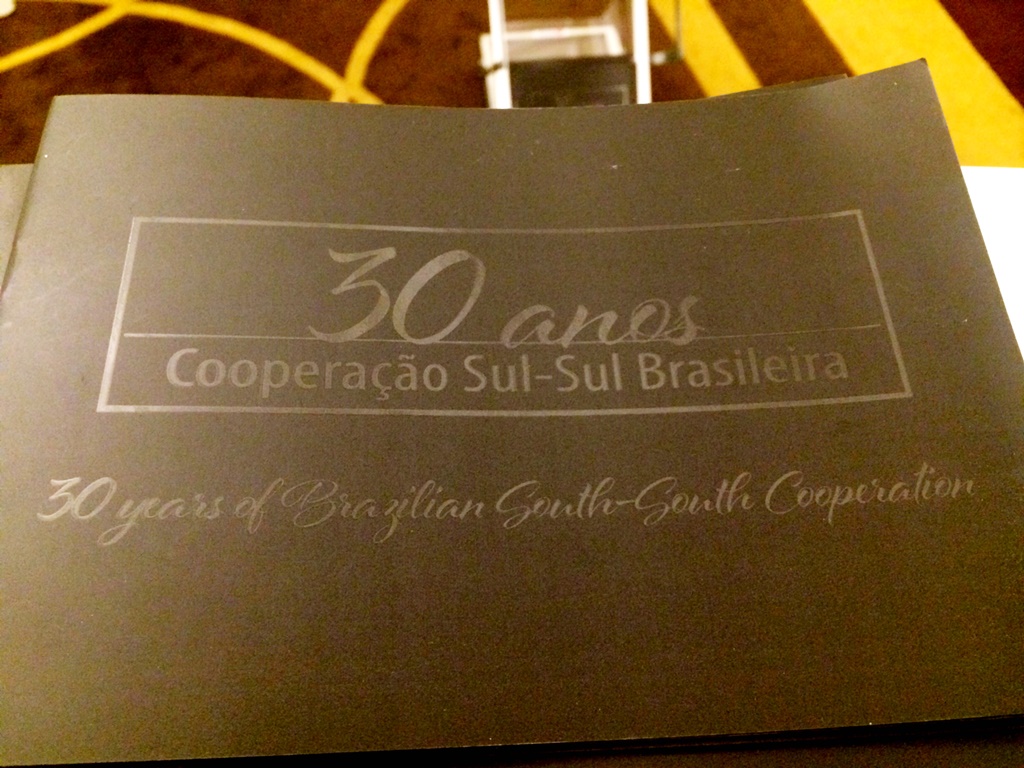 30 anos
Cooperação Sul-Sul Brasileira
30 years of Brazilian South-South Cooperation